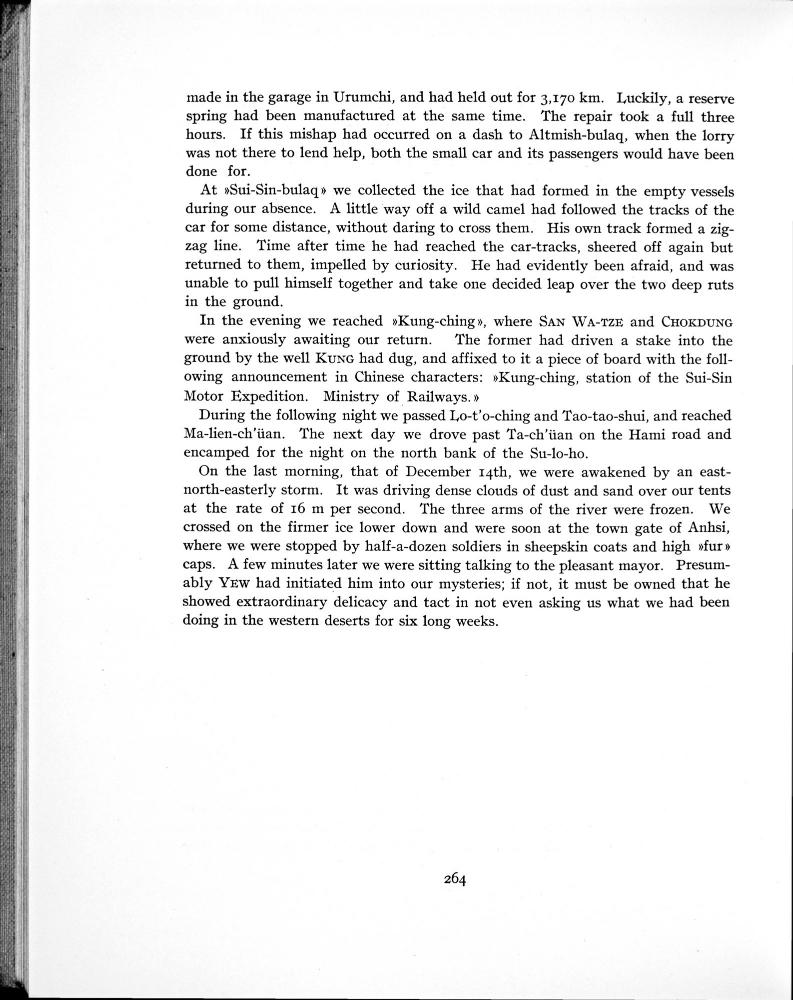 made in the garage in Urumchi, and had held out for 3,170 km. Luckily, a reserve
spring had been manufactured at the same time. The repair took a full three
hours. If this mishap had occurred on a dash to Altmish-bulaq, when the lorry
was not there to lend help, both the small car and its passengers would have been
done for.
At »Sui-Sin-bulaq» we collected the ice that had formed in the empty vessels
during our absence. A little way off a wild camel had followed the tracks of the
car for some distance, without daring to cross them. His own track formed a zig-
zag line. Time after time he had reached the car-tracks, sheered off again but
returned to them, impelled by curiosity. He had evidently been afraid, and was
unable to pull himself together and take one decided leap over the two deep ruts
in the ground.
In the evening we reached »Kung-ching», where SAN WA-TZE and CHOKDUNG
were anxiously awaiting our return. The former had driven a stake into the
ground by the well KUNG had dug, and affixed to it a piece of board with the foll-
owing announcement in Chinese characters: »Kung-ching, station of the Sui-Sin
Motor Expedition. Ministry of Railways.»
During the following night we passed Lo-t'o-ching and Tao-tao-shui, and reached
Ma-lien-ch'üan. The next day we drove past Ta-ch'üan on the Hami road and
encamped for the night on the north bank of the Su-lo-ho.
On the last morning, that of December 14th, we were awakened by an east-
north-easterly storm. It was driving dense clouds of dust and sand over our tents
at the rate of 16 m per second. The three arms of the river were frozen. We
crossed on the firmer ice lower down and were soon at the town gate of Anhsi,
where we were stopped by half-a-dozen soldiers in sheepskin coats and high »fur»
caps. A few minutes later we were sitting talking to the pleasant mayor. Presum-
ably YEW had initiated him into our mysteries; if not, it must be owned that he
showed extraordinary delicacy and tact in not even asking us what we had been
doing in the western deserts for six long weeks.
264